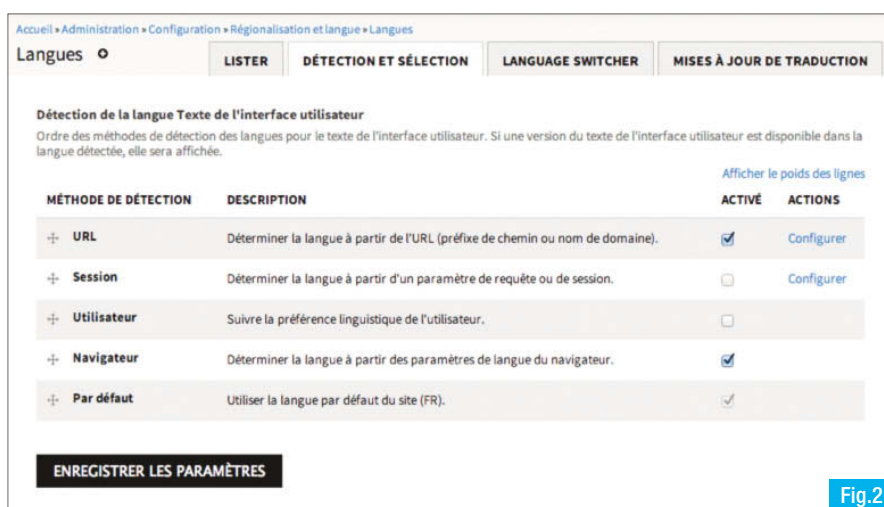 Accueil » Administration » Configuration » Régionalisation et langue » Langues
Langues
LISTER
DÉTECTION ET SÉLECTION
LANGUAGE SWITCHER
MISES À JOUR DE TRADUCTION
Détection de la langue Texte de l'interface utilisateur
Ordre des méthodes de détection des langues pour le texte de l'interface utilisateur. Si une version du texte de l'interface utilisateur est disponible dans la
langue détectée, elle sera affichée.
Afficher le poids des lignes
MÉTHODE DE DÉTECTION DESCRIPTION ACTIVÉ ACTIONS
URL Déterminer la langue à partir de l'URL (préfixe de chemin ou nom de domaine). Configurer
Session Déterminer la langue à partir d'un paramètre de requête ou de session. Configurer
Utilisateur Suivre la préférence linguistique de l'utilisateur.
Navigateur Déterminer la langue à partir des paramètres de langue du navigateur.
Par défaut Utiliser la langue par défaut du site (FR).
ENREGISTRER LES PARAMÈTRES
Fig.2